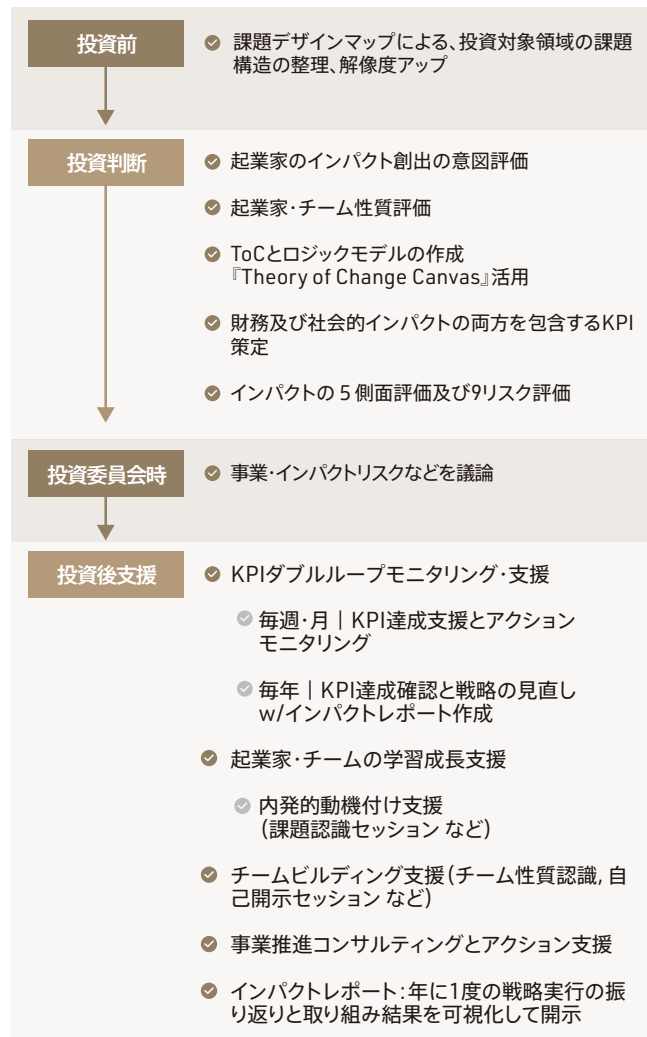 投資前
課題デザインマップによる、投資対象領域の課題
構造の整理、解像度アップ
投資判断
起業家のインパクト創出の意図評価
起業家・チーム性質評価
ToCとロジックモデルの作成
『Theory of Change Canvas』活用
財務及び社会的インパクトの両方を包含するKPI
策定
インパクトの５側面評価及び9リスク評価
投資委員会時
事業・インパクトリスクなどを議論
投資後支援
KPIダブルループモニタリング・支援
毎週・月｜KPI達成支援とアクション
モニタリング
毎年｜KPI達成確認と戦略の見直し
w/インパクトレポート作成
起業家・チームの学習成長支援
内発的動機付け支援
(課題認識セッション など)
チームビルディング支援(チーム性質認識, 自
己開示セッション など)
事業推進コンサルティングとアクション支援
インパクトレポート：年に1度の戦略実行の振
り返りと取り組み結果を可視化して開示